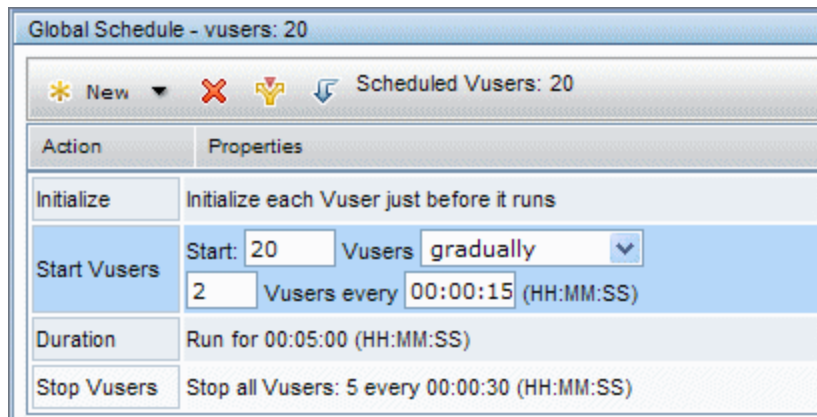 Global Schedule - vusers: 20
New Scheduled Vusers: 20
Action Properties
Initialize Initialize each Vuser just before it runs
Start Vusers
Start: 20 Vusers gradually
2 Vusers every 00:00:15 (HH:MM:SS)
Duration Run for 00:05:00 (HH:MM:SS)
Stop Vusers Stop all Vusers: 5 every 00:00:30 (HH:MM:SS)